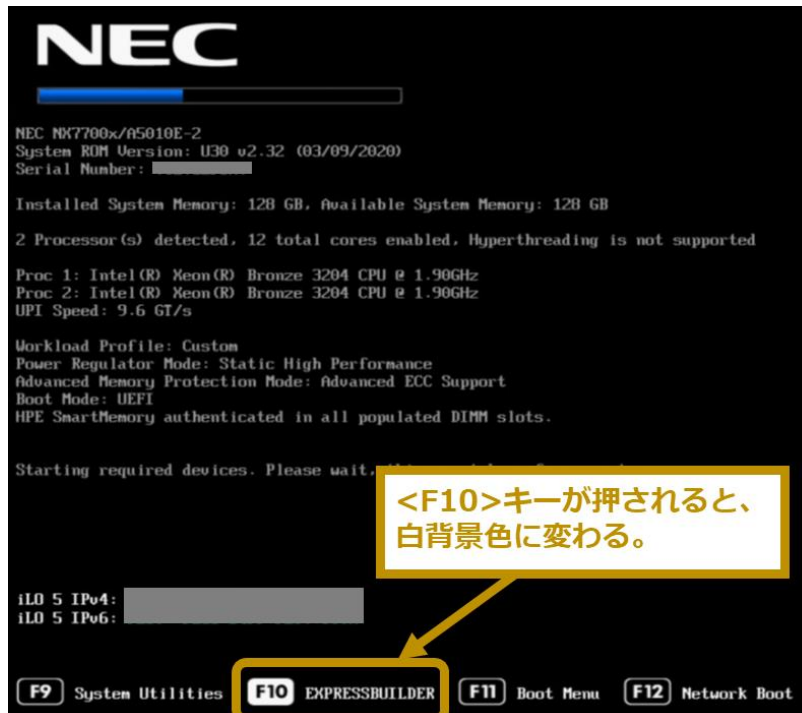 NEC
NEC NX7700x/A5010E-2
System ROM Version: U30 v2.32 (03/09/2020)
Serial Number:
Installed System Memory: 128 GB, Available System Memory: 128 GB
2 Processor(s) detected, 12 total cores enabled, Hyperthreading is not supported
Proc 1: Intel(R) Xeon(R) Bronze 3204 CPU @ 1.90GHz
Proc 2: Intel(R) Xeon(R) Bronze 3204 CPU @ 1.90GHz
UPI Speed: 9.6 GT/s
Workload Profile: Custom
Power Regulator Mode: Static High Performance
Advanced Memory Protection Mode: Advanced ECC Support
Boot Mode: UEFI
HPE SmartMemory authenticated in all populated DIMM slots.
Starting required devices. Please wait,
<F10>キーが押されると、
白背景色に変わる。
iLO 5 IPv4:
iLO 5 IPv6:
F9 System Utilities F10 EXPRESSBUILDER F11 Boot Menu F12 Network Boot